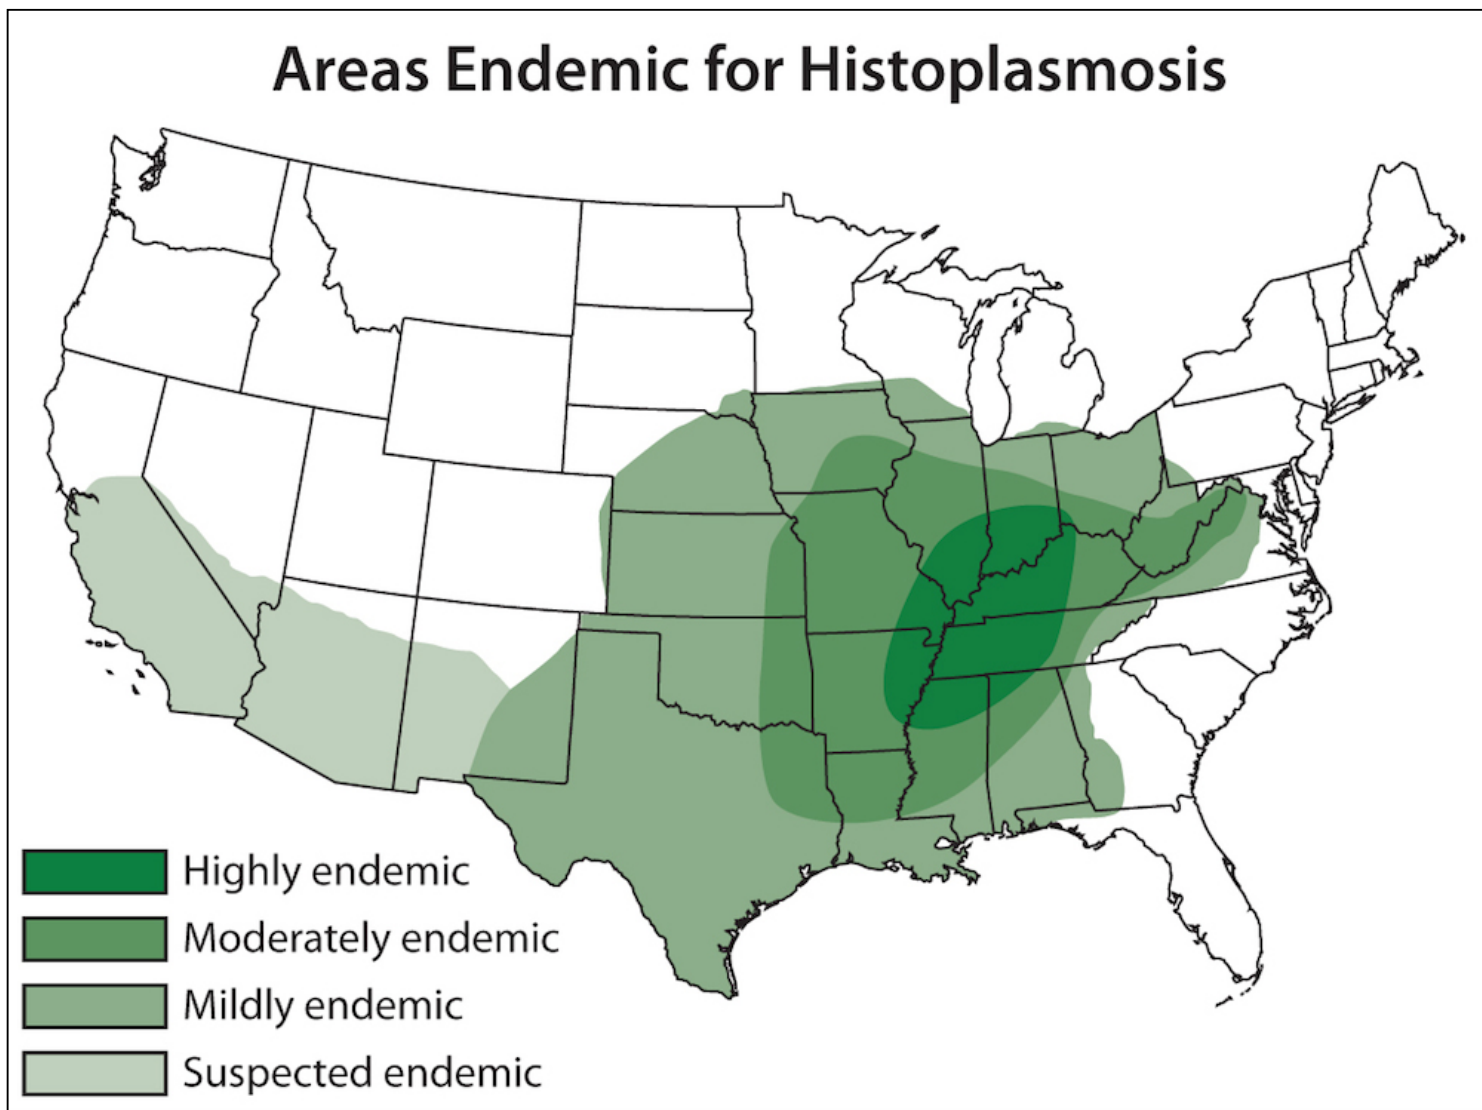 Areas Endemic for Histoplasmosis
Highly endemic
Moderately endemic
Mildly endemic
Suspected endemic